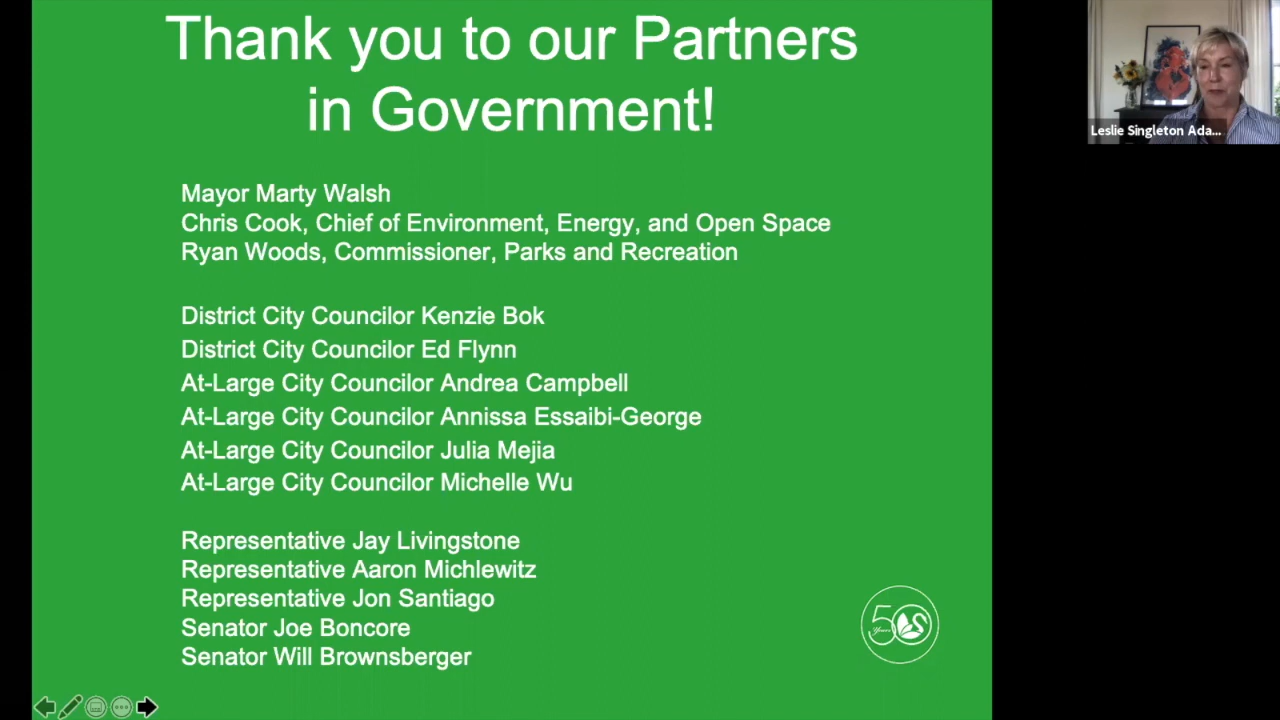 Thank you to our Partners
in Government!
Leslie Singleton Ada...
Mayor Marty Walsh
Chris Cook, Chief of Environment, Energy, and Open Space
Ryan Woods, Commissioner, Parks and Recreation
District City Councilor Kenzie Bok
District City Councilor Ed Flynn
At-Large City Councilor Andrea Campbell
At-Large City Councilor Annissa Essaibi-George
At-Large City Councilor Julia Mejia
At-Large City Councilor Michelle Wu
Representative Jay Livingstone
Representative Aaron Michlewitz
Representative Jon Santiago
Senator Joe Boncore
Senator Will Brownsberger
50
Years